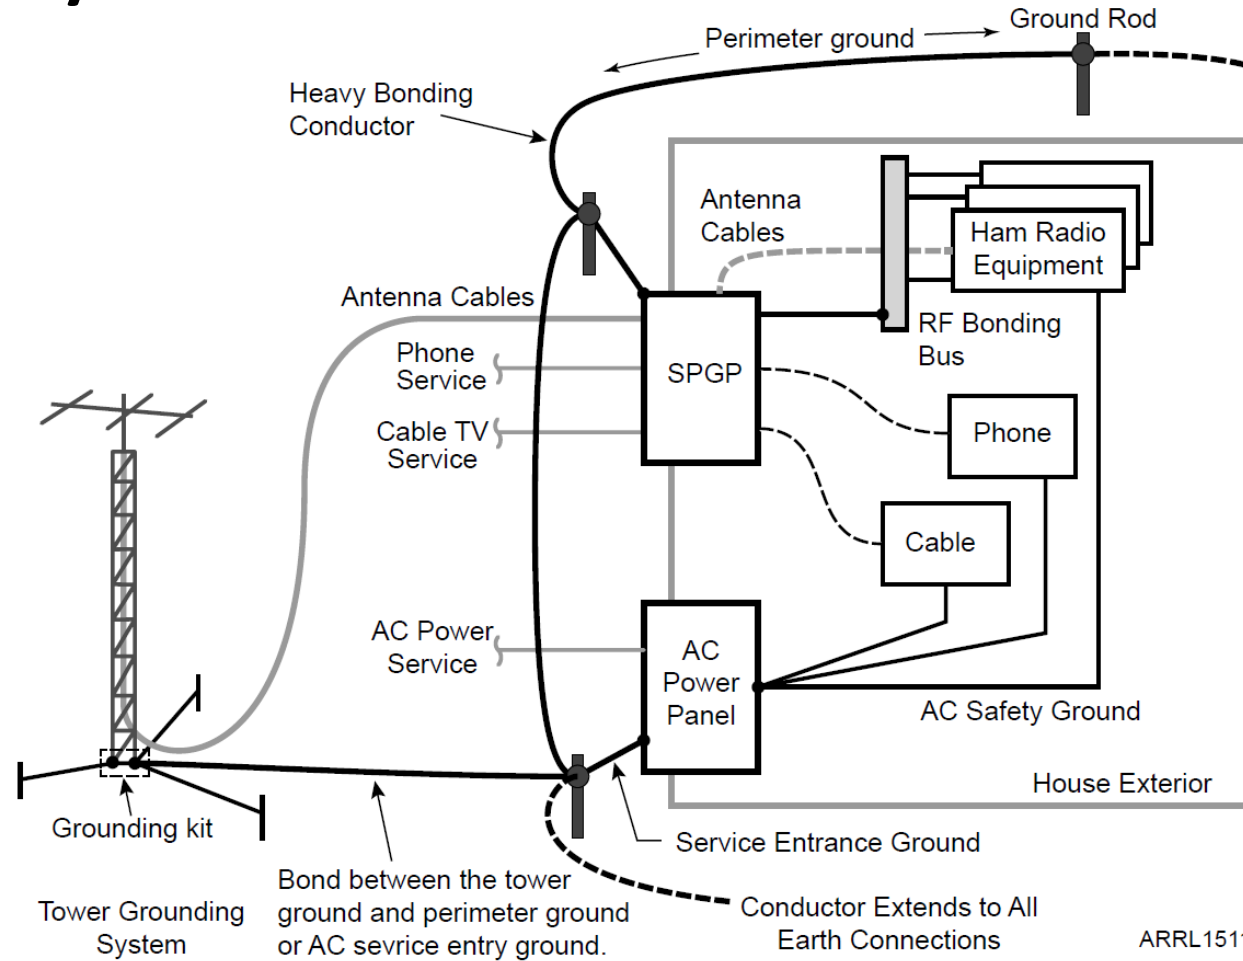 Ground Rod
Perimeter ground
Heavy Bonding
Conductor
Antenna
Cables
Ham Radio
Equipment
Antenna Cables
RF Bonding
Bus
Phone
Service
SPGP
Cable TV
Service
Phone
Cable
AC Power
Service
AC
Power
Panel
AC Safety Ground
House Exterior
Grounding kit
Service Entrance Ground
Bond between the tower
ground and perimeter ground
or AC sevrice entry ground.
Tower Grounding
System
Conductor Extends to All
Earth Connections
ARRL1511